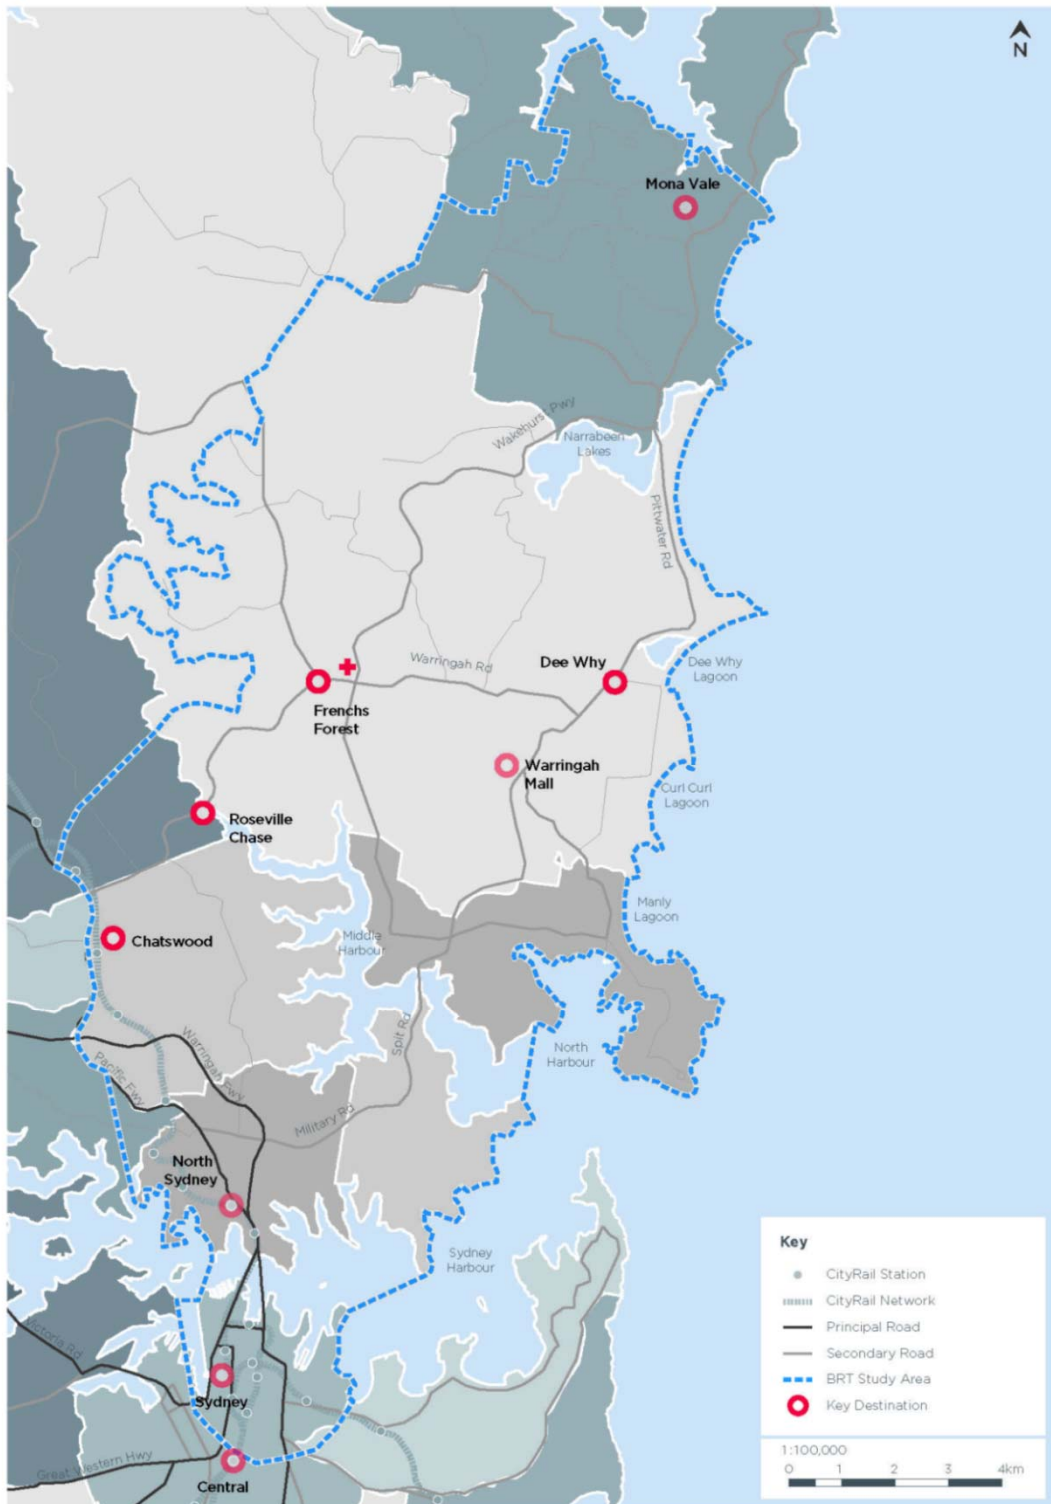 N
Mona Vale
Wakehurst Pwy
Narrabeen
Lakes
Pittwater Rd
Warringah Rd
Dee Why
Dee Why
Lagoon
Frenchs
Forest
Warringah
Mall
Curl Curl
Lagoon
Roseville
Chase
Manly
Lagoon
Chatswood
Middle
Harbour
Spit Rd
North
Harbour
Warringah Fwy
Pacific Fwy
Military Rd
North
Sydney
Sydney
Harbour
Victoria Rd
Sydney
Great Western Hwy
Central
Key
CityRail Station
CityRail Network
Principal Road
Secondary Road
BRT Study Area
Key Destination
1:100,000
0 1 2 3 4km